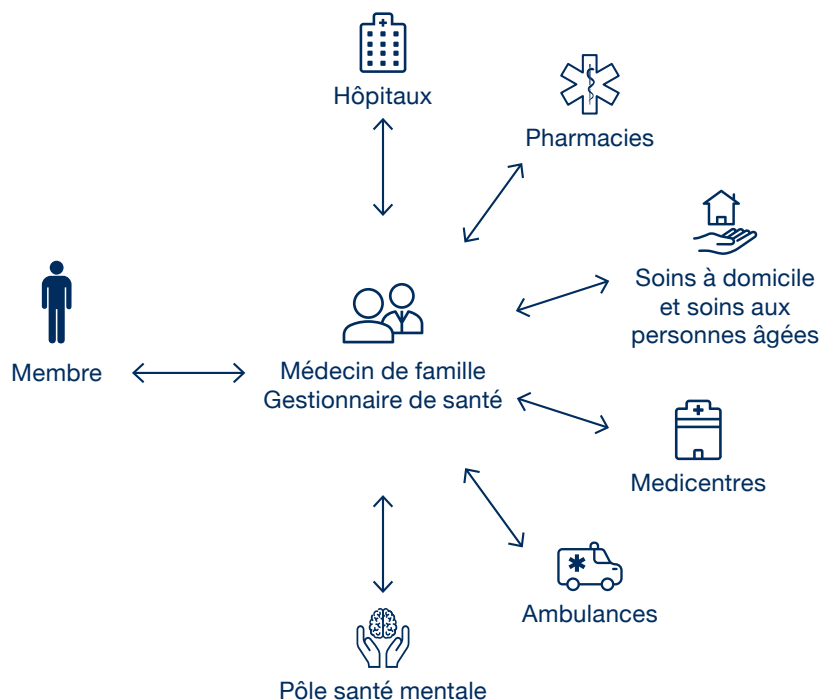 Hôpitaux
Pharmacies
Soins à domicile
et soins aux
personnes âgées
Membre
Médecin de famille
Gestionnaire de santé
Medicentres
Ambulances
Pôle santé mentale